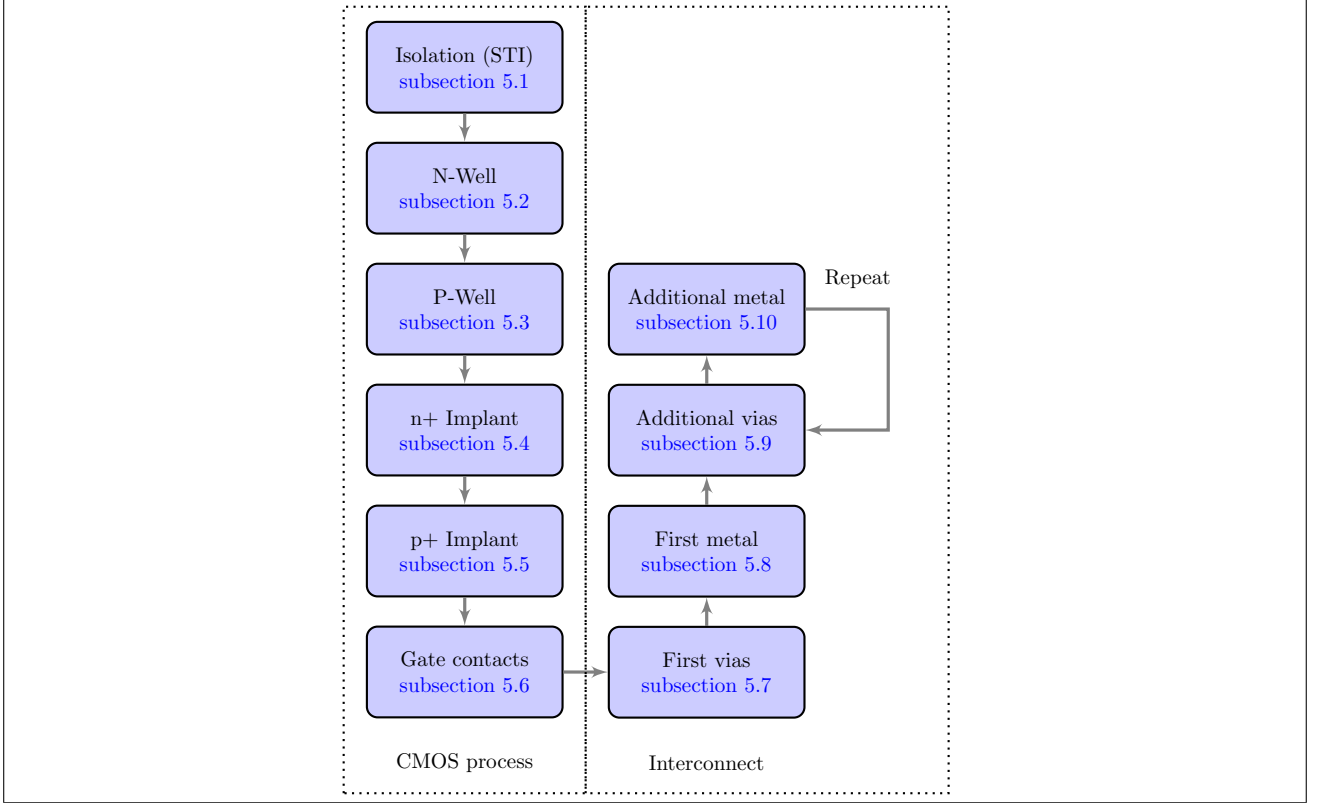 Isolation (STI)
subsection 5.1
N-Well
subsection 5.2
P-Well
subsection 5.3
n+ Implant
subsection 5.4
p+ Implant
subsection 5.5
Gate contacts
subsection 5.6
CMOS process
Repeat
Additional metal
subsection 5.10
Additional vias
subsection 5.9
First metal
subsection 5.8
First vias
subsection 5.7
Interconnect